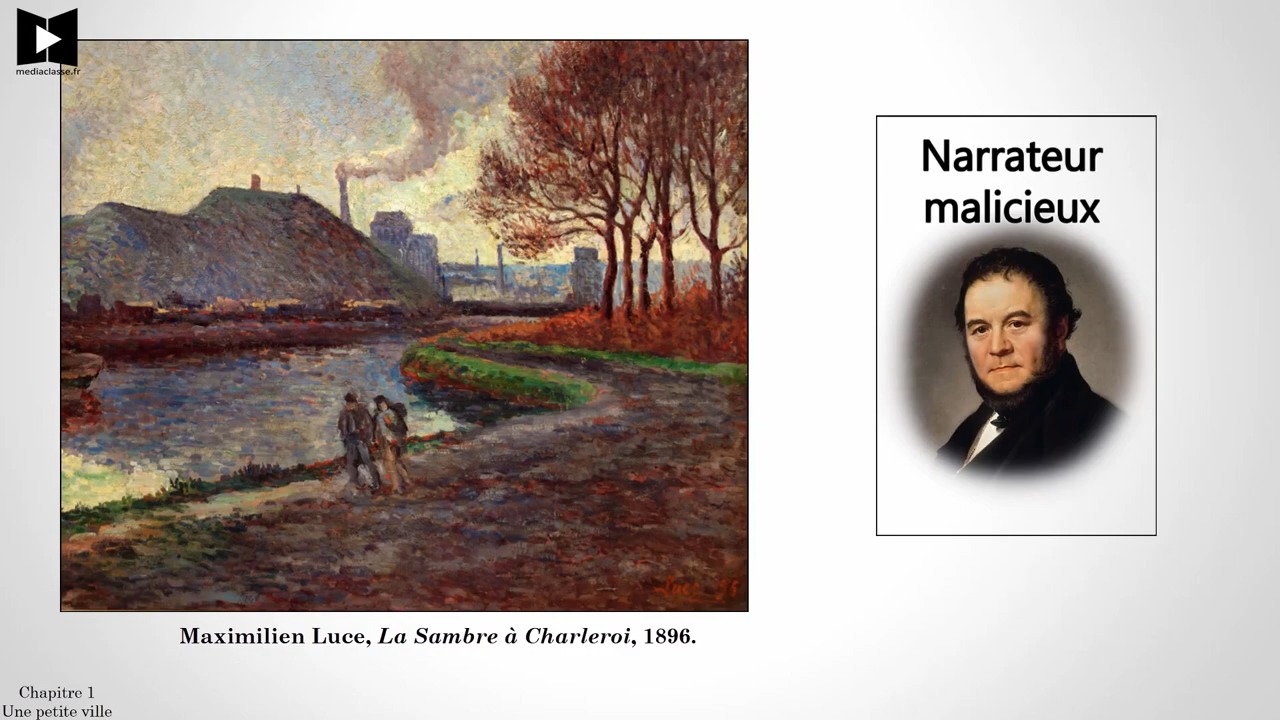 mediaclasse.fr
Narrateur
malicieux
Maximilien Luce, La Sambre à Charleroi, 1896.
Chapitre 1
Une petite ville